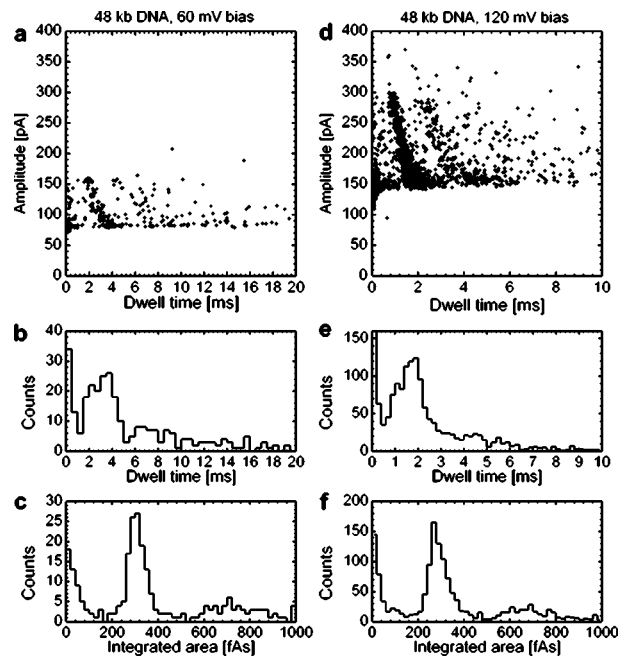 48 kb DNA, 60 mV bias
a
400
350
300
250
200
150
100
50
0
Amplitude [pA]
0 2 4 6 8 10 12 14 16 18 20
Dwell time [ms]
b
40
30
20
10
0
Counts
0 2 4 6 8 10 12 14 16 18 20
Dwell time [ms]
c
30
25
20
15
10
5
0
Counts
0 200 400 600 800 1000
Integrated area [fAs]
48 kb DNA, 120 mV bias
d
400
350
300
250
200
150
100
50
0
Amplitude [pA]
0 2 4 6 8 10
Dwell time [ms]
e
150
100
50
0
Counts
0 1 2 3 4 5 6 7 8 9 10
Dwell time [ms]
f
200
150
100
50
0
Counts
0 200 400 600 800 1000
Integrated area [fAs]